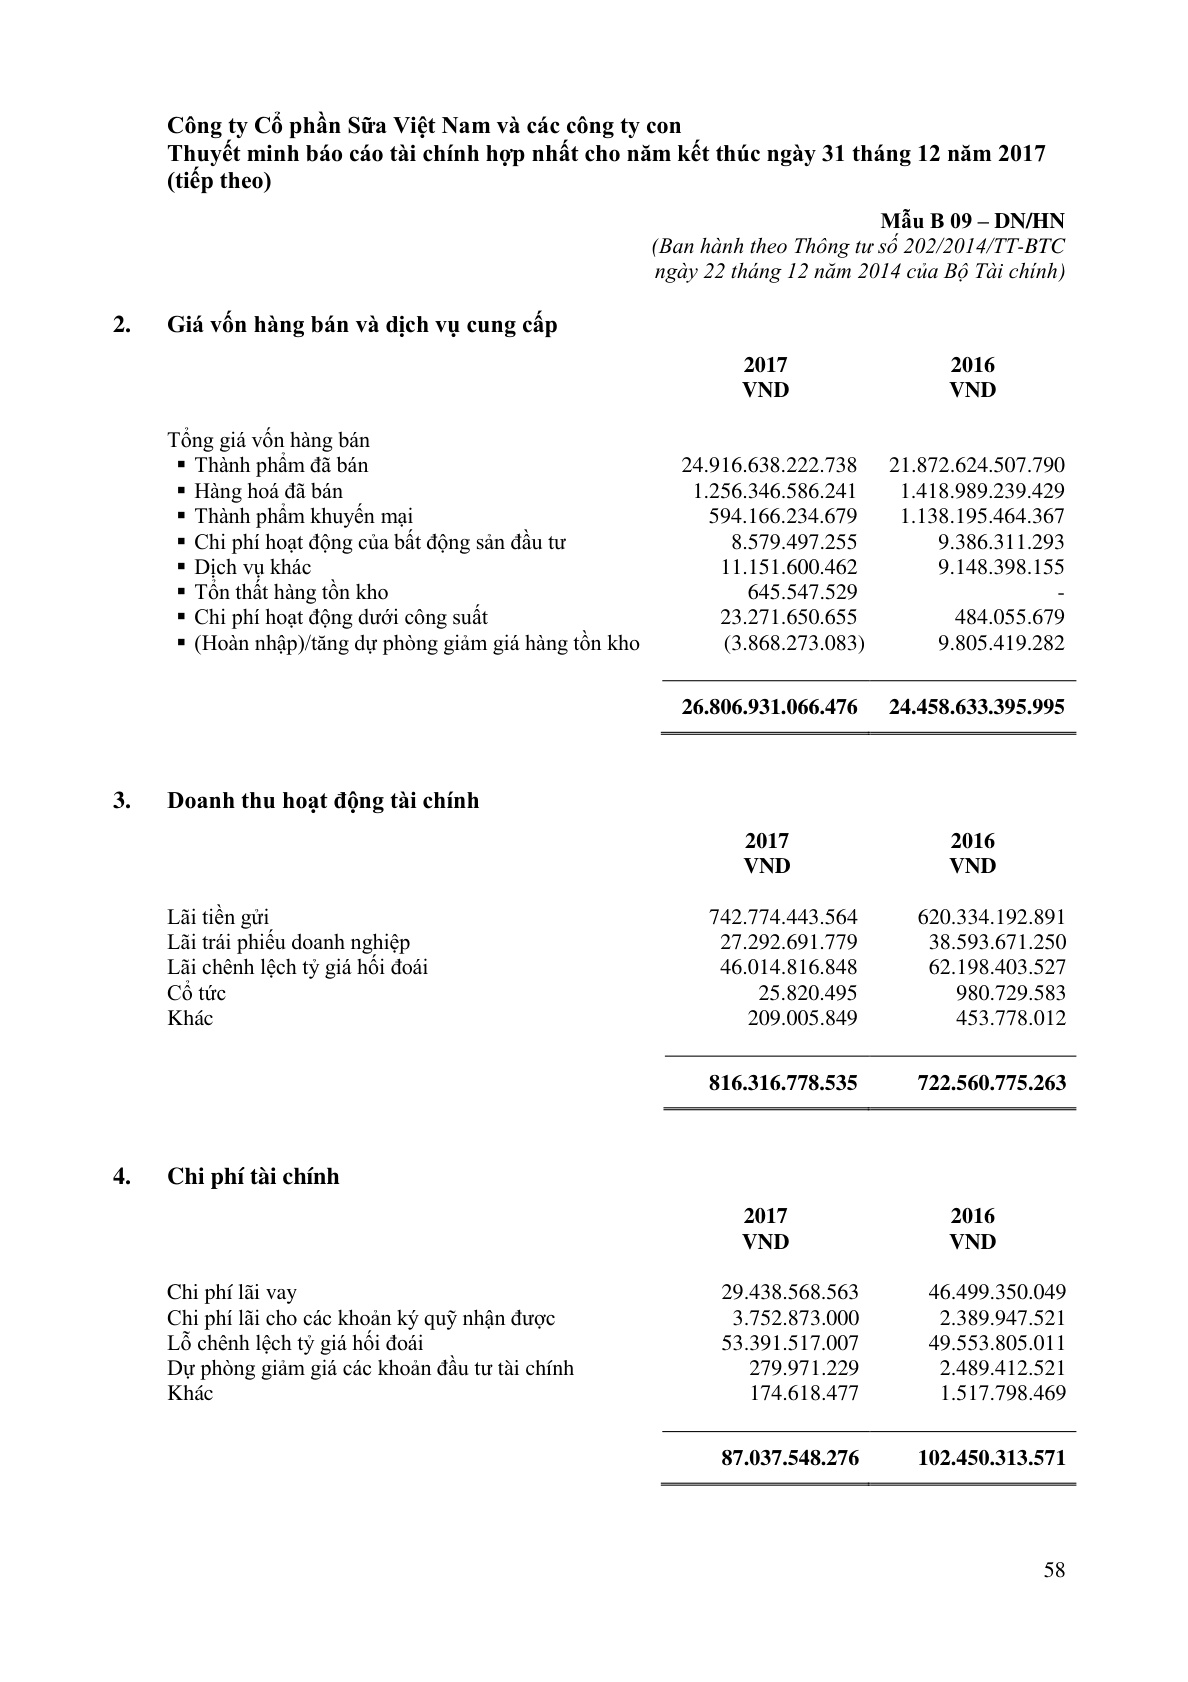 Công ty Cổ phần Sữa Việt Nam và các công ty con
Thuyết minh báo cáo tài chính hợp nhất cho năm kết thúc ngày 31 tháng 12 năm 2017
(tiếp theo)
Mẫu B 09 – DN/HN
(Ban hành theo Thông tư số 202/2014/TT-BTC
ngày 22 tháng 12 năm 2014 của Bộ Tài chính)
2. Giá vốn hàng bán và dịch vụ cung cấp
2017 2016
VND VND
Tổng giá vốn hàng bán
▪ Thành phẩm đã bán 24.916.638.222.738 21.872.624.507.790
▪ Hàng hoá đã bán 1.256.346.586.241 1.418.989.239.429
▪ Thành phẩm khuyến mại 594.166.234.679 1.138.195.464.367
▪ Chi phí hoạt động của bất động sản đầu tư 8.579.497.255 9.386.311.293
▪ Dịch vụ khác 11.151.600.462 9.148.398.155
▪ Tổn thất hàng tồn kho 645.547.529 -
▪ Chi phí hoạt động dưới công suất 23.271.650.655 484.055.679
▪ (Hoàn nhập)/tăng dự phòng giảm giá hàng tồn kho (3.868.273.083) 9.805.419.282
26.806.931.066.476 24.458.633.395.995
3. Doanh thu hoạt động tài chính
2017 2016
VND VND
Lãi tiền gửi 742.774.443.564 620.334.192.891
Lãi trái phiếu doanh nghiệp 27.292.691.779 38.593.671.250
Lãi chênh lệch tỷ giá hối đoái 46.014.816.848 62.198.403.527
Cổ tức 25.820.495 980.729.583
Khác 209.005.849 453.778.012
816.316.778.535 722.560.775.263
4. Chi phí tài chính
2017 2016
VND VND
Chi phí lãi vay 29.438.568.563 46.499.350.049
Chi phí lãi cho các khoản ký quỹ nhận được 3.752.873.000 2.389.947.521
Lỗ chênh lệch tỷ giá hối đoái 53.391.517.007 49.553.805.011
Dự phòng giảm giá các khoản đầu tư tài chính 279.971.229 2.489.412.521
Khác 174.618.477 1.517.798.469
87.037.548.276 102.450.313.571
58